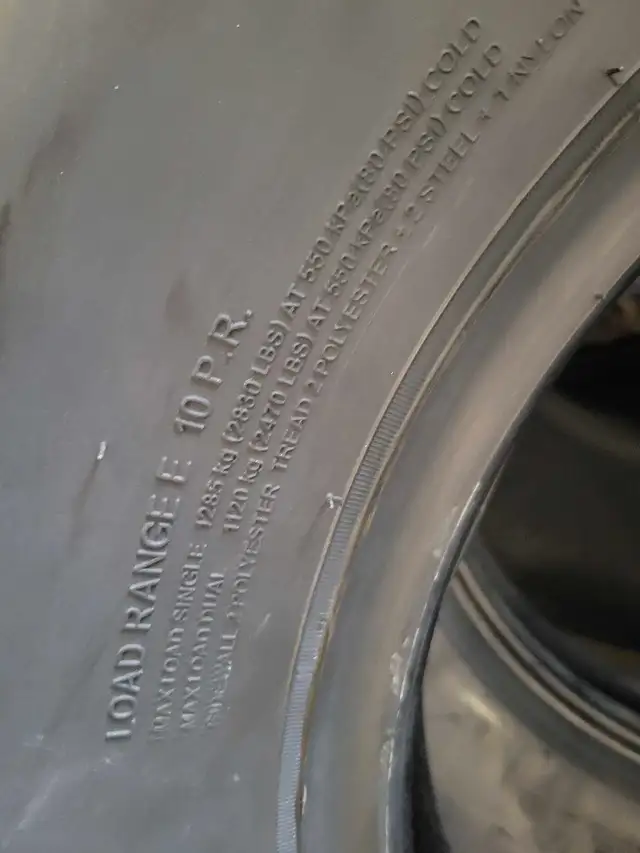 LOAD RANGE E 10 P.R.
MAX LOAD SINGLE 1285 kg (2830 LBS) AT 550 kPa (80 PSI) COLD
MAX LOAD DUAL 1120 kg (2470 LBS) AT 550 kPa (80 PSI) COLD
SIDEWALL 2 POLYESTER TREAD 2 POLYESTER + 2 STEEL + 1 NYLON